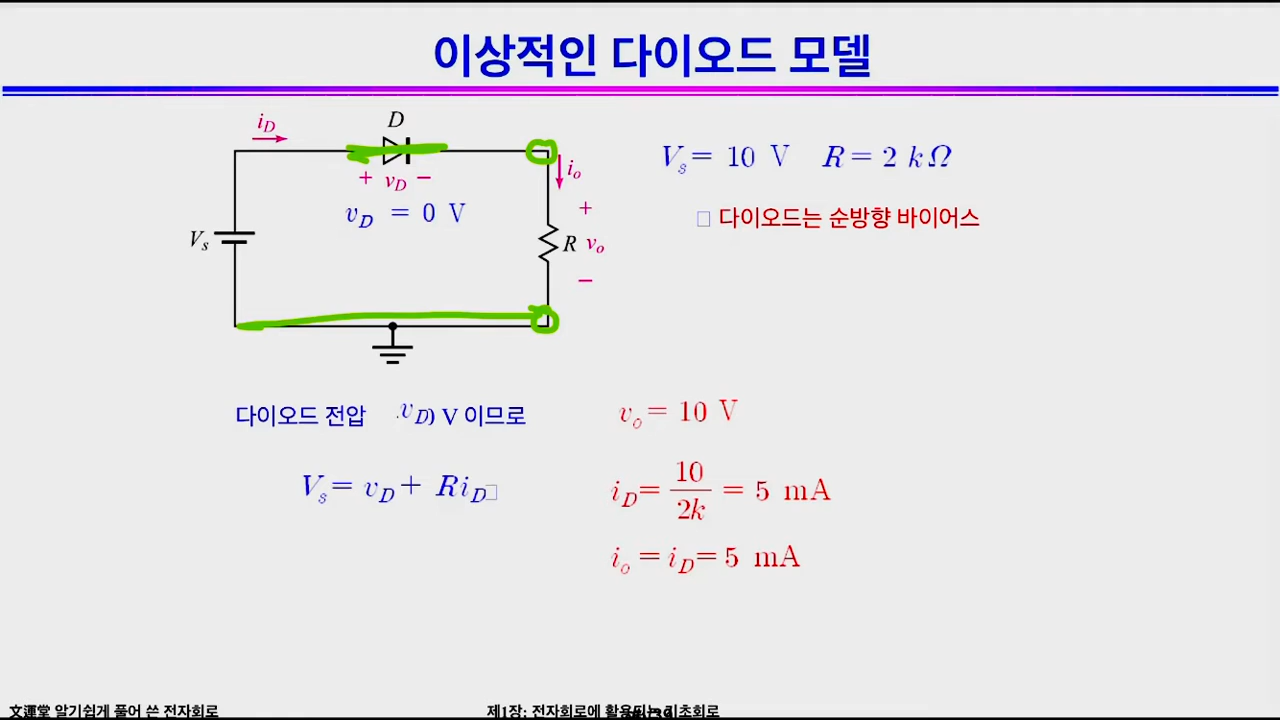 이상적인 다이오드 모델
i_D
D
+ v_D −
v_D = 0 V
V_s
i_o
+
R v_o
−
V_s = 10 V R = 2 kΩ
□ 다이오드는 순방향 바이어스
다이오드 전압 v_D) V 이므로
V_s = v_D + Ri_D□
v_o = 10 V
i_D = 10/2k = 5 mA
i_o = i_D = 5 mA
文運堂 알기쉽게 풀어 쓴 전자회로
제1장: 전자회로에 활용되는 기초회로